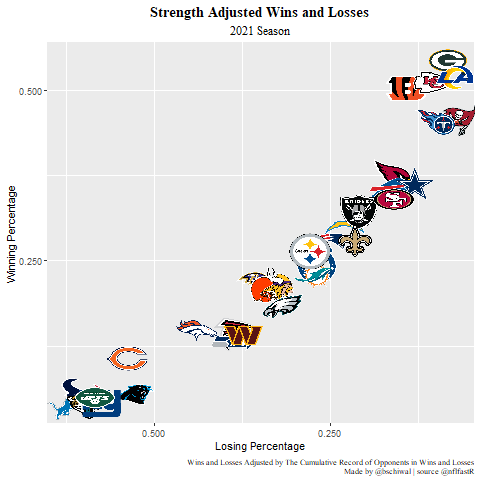 Strength Adjusted Wins and Losses
2021 Season
0.500
RAIDERS
0.250
Winning Percentage
0.500
0.250
Losing Percentage
Wins and Losses Adjusted by The Cumulative Record of Opponents in Wins and Losses
Made by @bschiwal | source @nflfastR